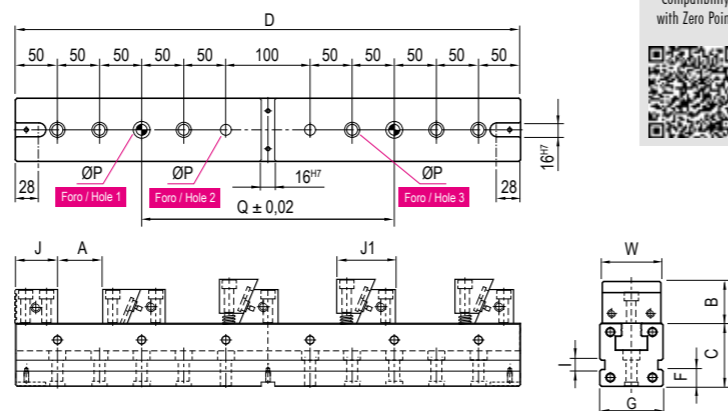 Compatibility
with Zero Poin
D
50 50 50 50 50 100 50 50 50 50 50
ØP ØP ØP
Foro / Hole 1 Foro / Hole 2 Foro / Hole 3
28 16H7 28
16H7
Q ± 0,02
J A J1 W
B
C
I F
G